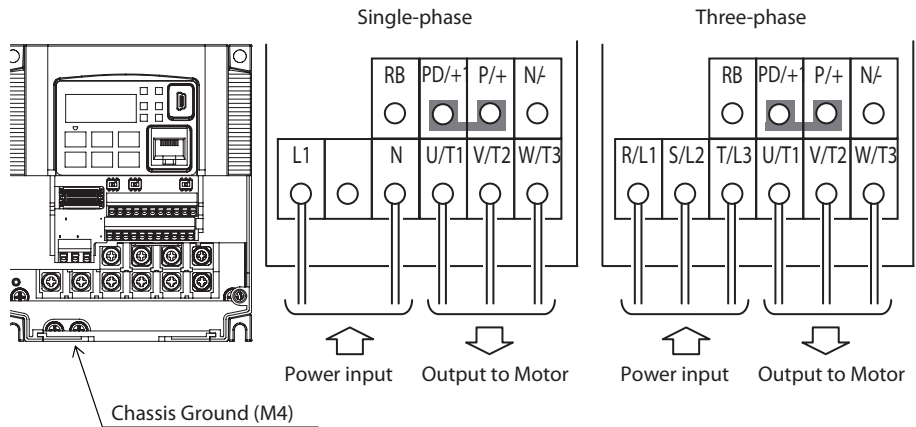 Single-phase
Three-phase
RB PD/+1 P/+ N/-
L1 N U/T1 V/T2 W/T3
RB PD/+1 P/+ N/-
R/L1 S/L2 T/L3 U/T1 V/T2 W/T3
Power input Output to Motor
Power input Output to Motor
Chassis Ground (M4)